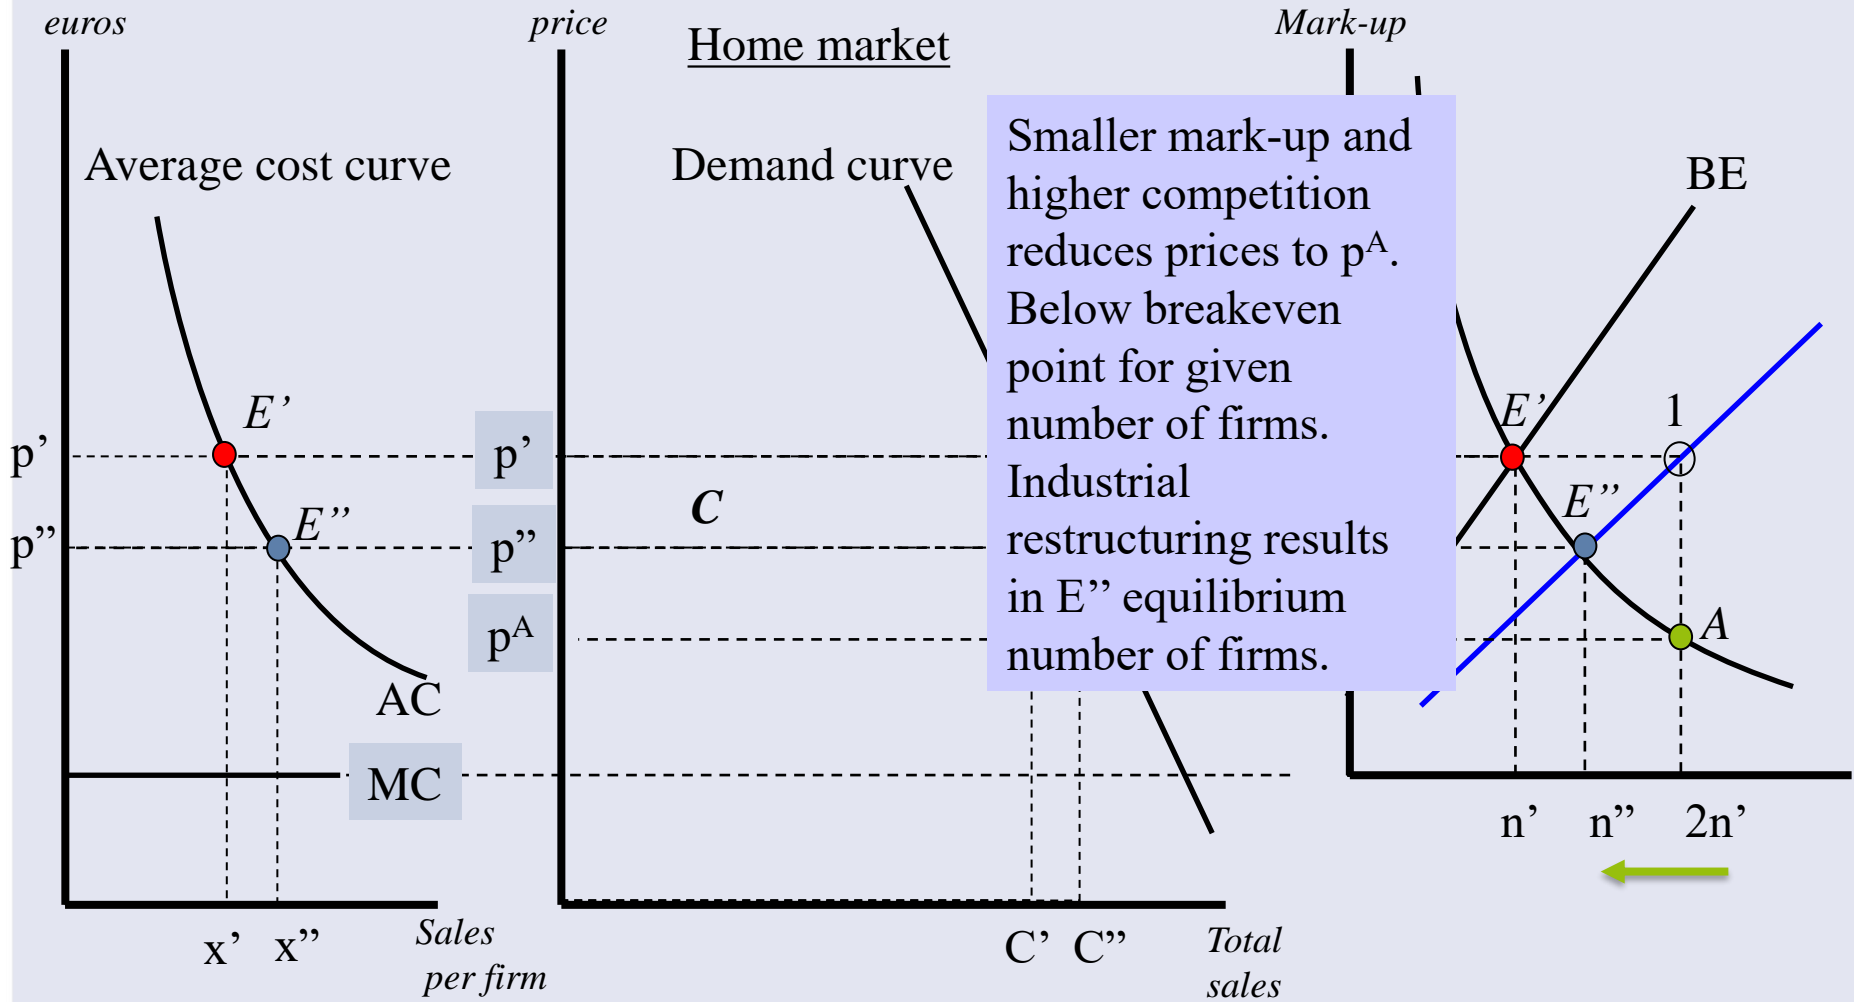 euros
price
Home market
Mark-up
Average cost curve
Demand curve
Smaller mark-up and
higher competition
reduces prices to pᴬ.
Below breakeven
point for given
number of firms.
Industrial
restructuring results
in E” equilibrium
number of firms.
BE
E’
p’
p’
E’
1
C
E”
p”
p”
E”
pᴬ
A
AC
MC
n’
n”
2n’
x’
x”
Sales
per firm
C’
C”
Total
sales